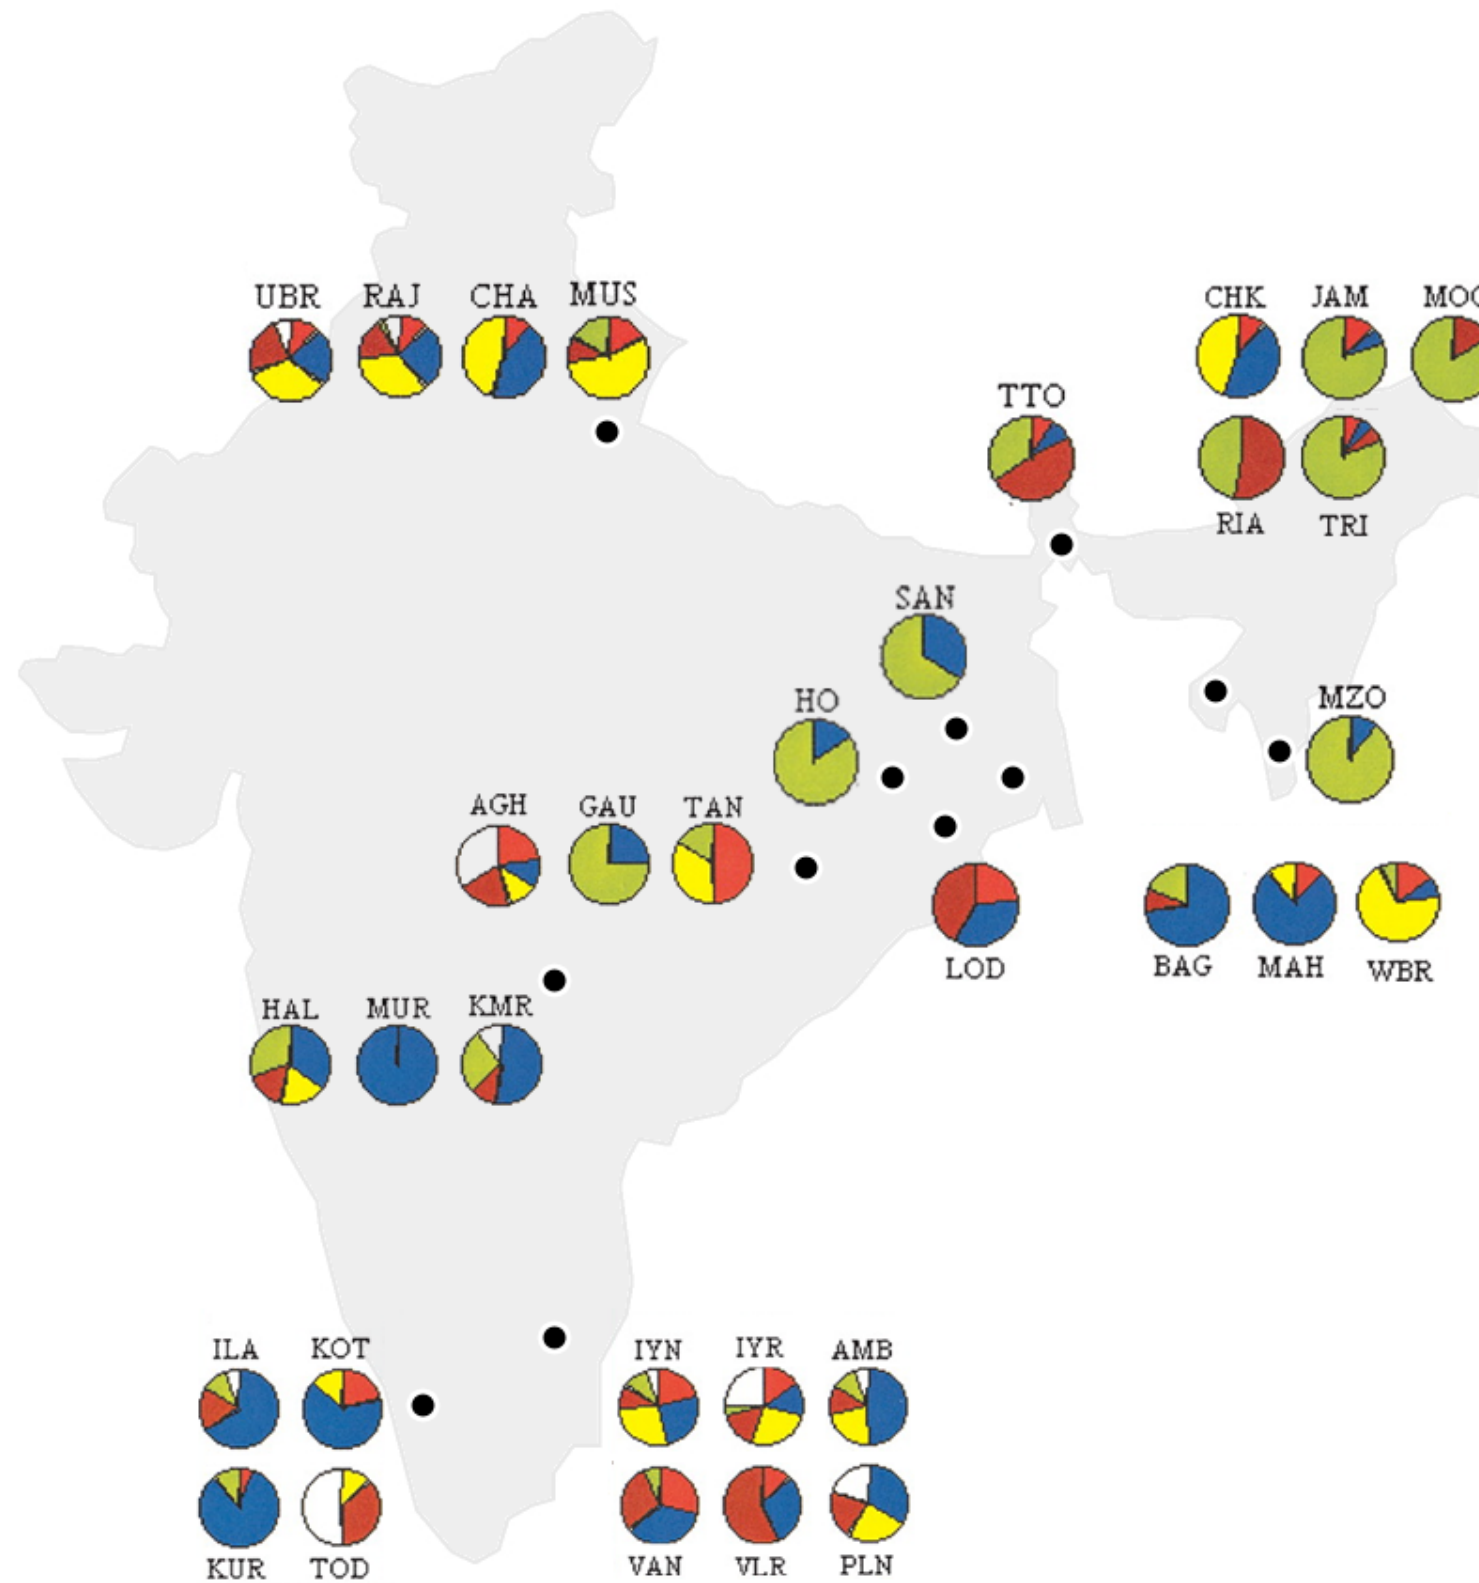 UBR RAJ CHA MUS
CHK JAM MOO
TTO
RIA TRI
SAN
HO
MZO
AGH GAU TAN
LOD
BAG MAH WBR
HAL MUR KMR
ILA KOT
IYN IYR AMB
KUR TOD
VAN VLR PLN